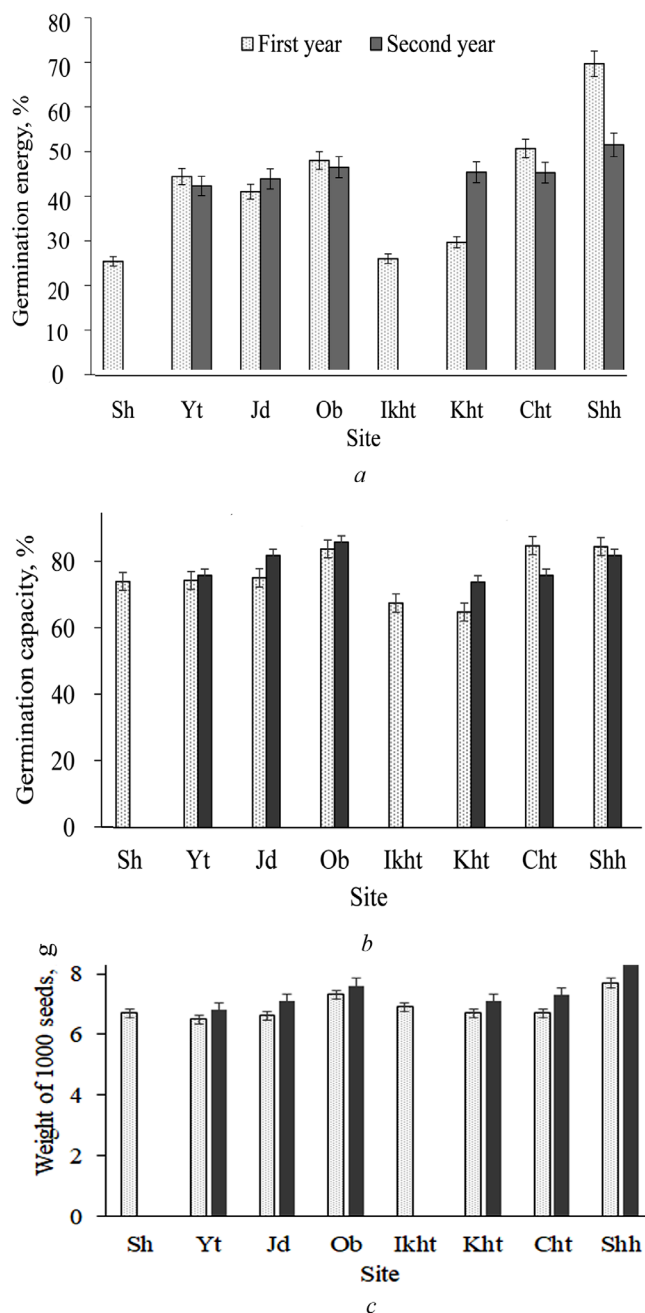 80
First year Second year
70
60
50
40
30
20
10
0
Germination energy, %
Sh Yt Jd Ob Ikht Kht Cht Shh
Site
a
80
60
40
20
0
Germination capacity, %
Sh Yt Jd Ob Ikht Kht Cht Shh
Site
b
8
6
4
2
0
Weight of 1000 seeds, g
Sh Yt Jd Ob Ikht Kht Cht Shh
Site
c